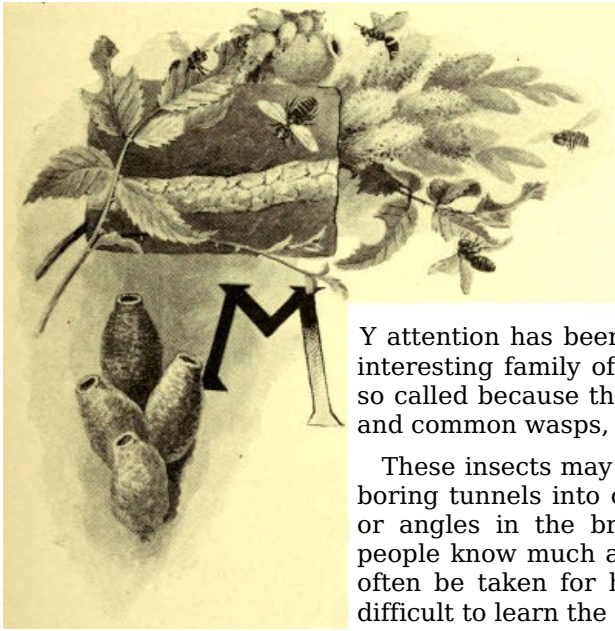 MY attention has been
interesting family of
so called because th
and common wasps,
These insects may
boring tunnels into
or angles in the br
people know much a
often be taken for
difficult to learn the